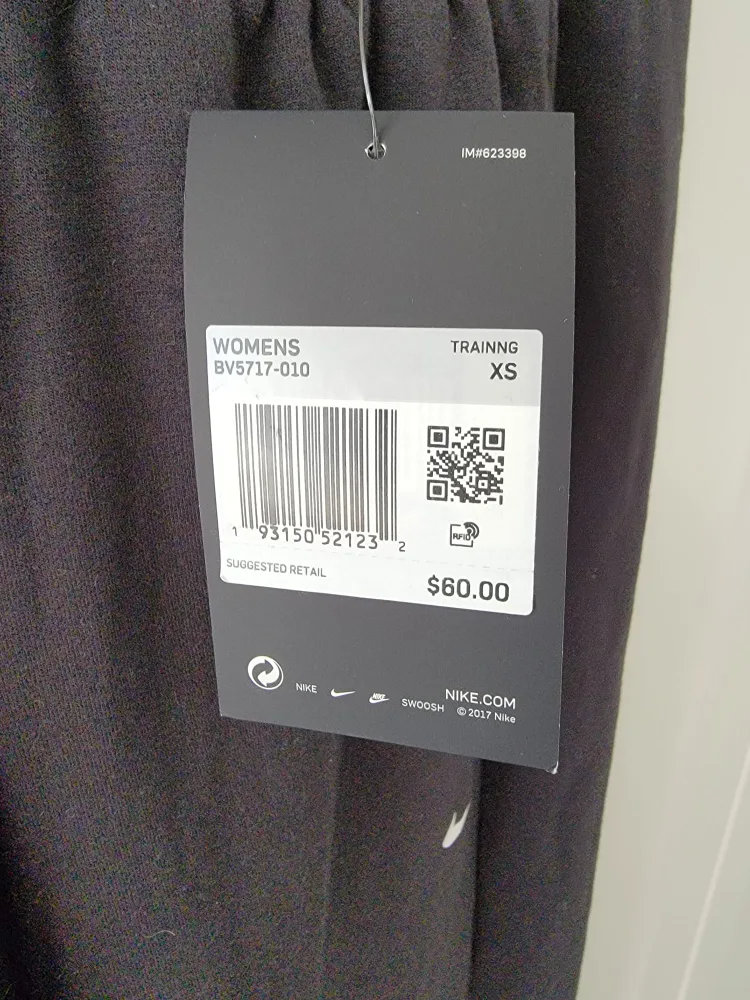 IM#623398
WOMENS
TRAINNG
BV5717-010
XS
1 93150 52123 2
RFID
SUGGESTED RETAIL
$60.00
NIKE
NIKE
SWOOSH
NIKE.COM
© 2017 Nike